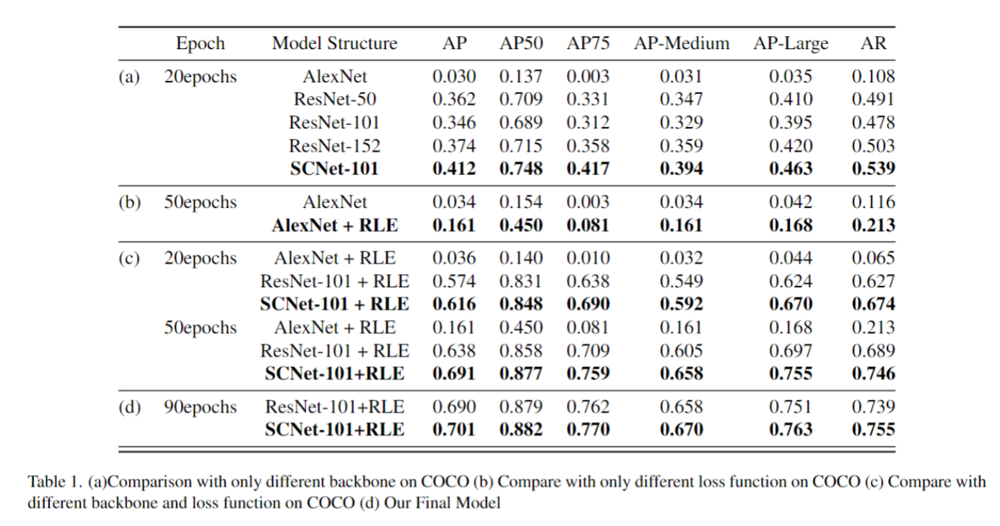 Epoch Model Structure AP AP50 AP75 AP-Medium AP-Large AR
(a) 20epochs AlexNet 0.030 0.137 0.003 0.031 0.035 0.108
ResNet-50 0.362 0.709 0.331 0.347 0.410 0.491
ResNet-101 0.346 0.689 0.312 0.329 0.395 0.478
ResNet-152 0.374 0.715 0.358 0.359 0.420 0.503
SCNet-101 0.412 0.748 0.417 0.394 0.463 0.539
(b) 50epochs AlexNet 0.034 0.154 0.003 0.034 0.042 0.116
AlexNet + RLE 0.161 0.450 0.081 0.161 0.168 0.213
(c) 20epochs AlexNet + RLE 0.036 0.140 0.010 0.032 0.044 0.065
ResNet-101 + RLE 0.574 0.831 0.638 0.549 0.624 0.627
SCNet-101 + RLE 0.616 0.848 0.690 0.592 0.670 0.674
50epochs AlexNet + RLE 0.161 0.450 0.081 0.161 0.168 0.213
ResNet-101 + RLE 0.638 0.858 0.709 0.605 0.697 0.689
SCNet-101+RLE 0.691 0.877 0.759 0.658 0.755 0.746
(d) 90epochs ResNet-101+RLE 0.690 0.879 0.762 0.658 0.751 0.739
SCNet-101+RLE 0.701 0.882 0.770 0.670 0.763 0.755
Table 1. (a)Comparison with only different backbone on COCO (b) Compare with only different loss function on COCO (c) Compare with
different backbone and loss function on COCO (d) Our Final Model